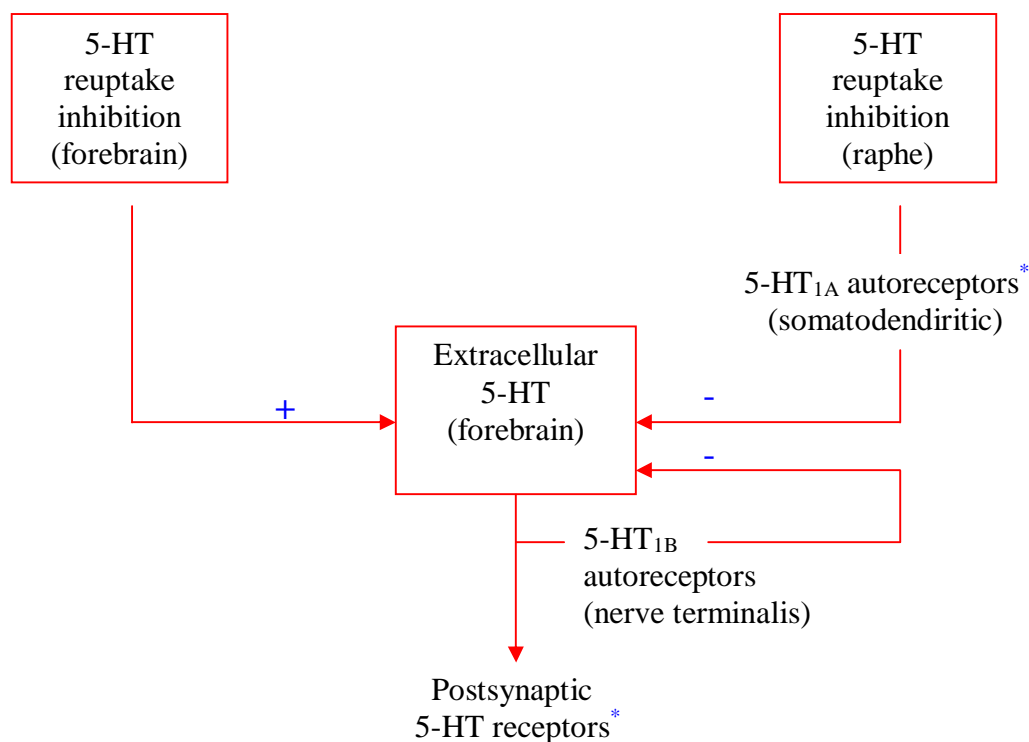 5-HT
reuptake
inhibition
(forebrain)
5-HT
reuptake
inhibition
(raphe)
5-HT1A autoreceptors*
(somatodendiritic)
Extracellular
5-HT
(forebrain)
+
-
-
5-HT1B
autoreceptors
(nerve terminalis)
Postsynaptic
5-HT receptors*